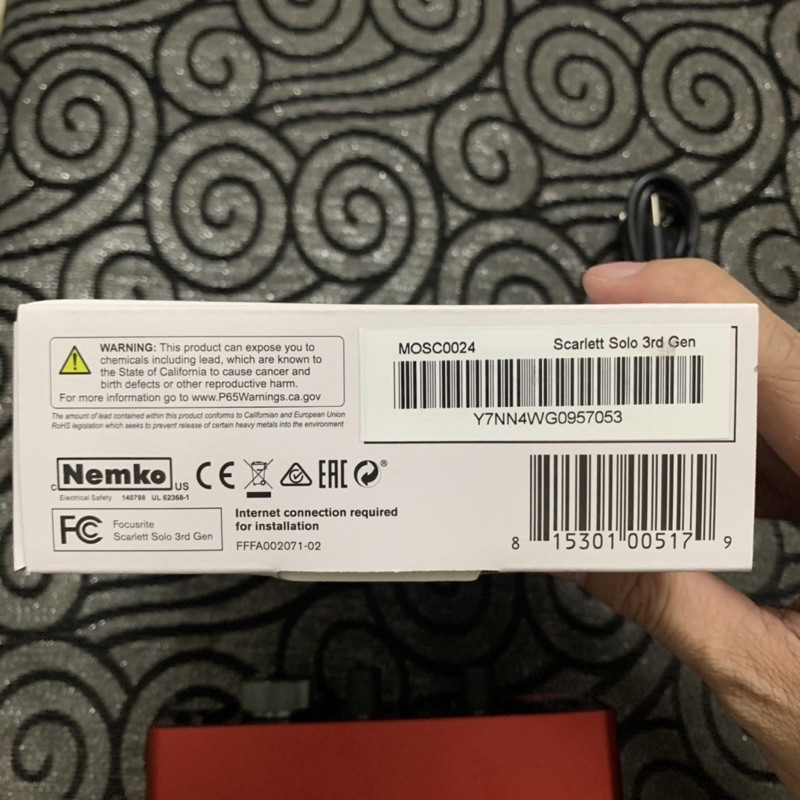 WARNING: This product can expose you to
chemicals including lead, which are known to
the State of California to cause cancer and
birth defects or other reproductive harm.
For more information go to www.P65Warnings.ca.gov
The amount of lead contained within this product conforms to Californian and European Union
RoHS legislation which seeks to prevent release of certain heavy metals into the environment
MOSC0024 Scarlett Solo 3rd Gen
Y7NN4WG0957053
c Nemko US CE EAC ®
Electrical Safety 140798 UL 62368-1
FC Focusrite
Scarlett Solo 3rd Gen
Internet connection required
for installation
FFFA002071-02
8 15301 00517 9